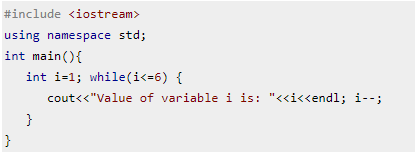 #include <iostream>
using namespace std;
int main(){
int i=1; while(i<=6) {
cout<<"Value of variable i is: "<<i<<endl; i--;
}
}